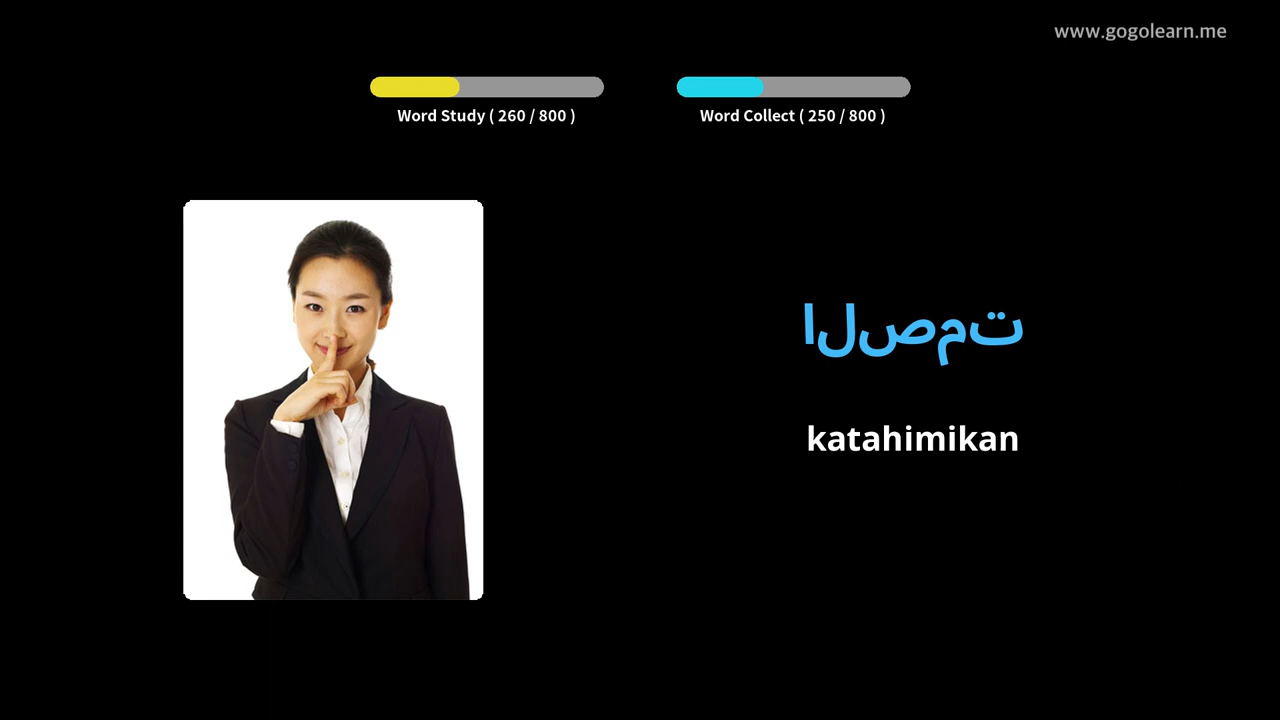 www.gogolearn.me
Word Study ( 260 / 800 )
Word Collect ( 250 / 800 )
الصمت
katahimikan